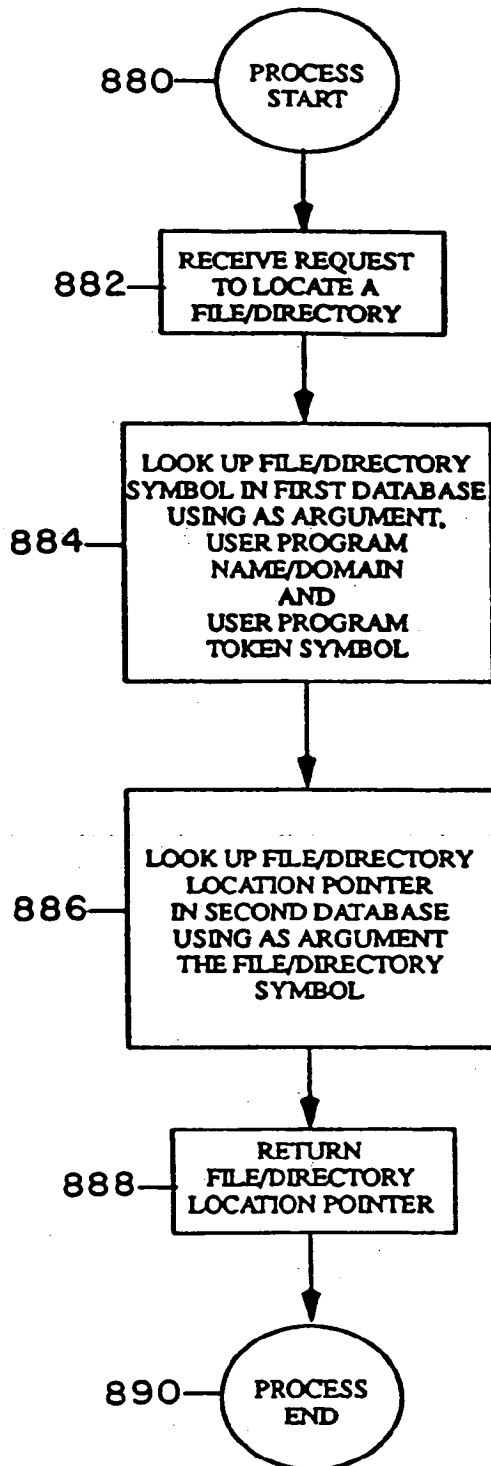 880
PROCESS
START
882
RECEIVE REQUEST
TO LOCATE A
FILE/DIRECTORY
884
LOOK UP FILE/DIRECTORY
SYMBOL IN FIRST DATABASE
USING AS ARGUMENT,
USER PROGRAM
NAME/DOMAIN
AND
USER PROGRAM
TOKEN SYMBOL
886
LOOK UP FILE/DIRECTORY
LOCATION POINTER
IN SECOND DATABASE
USING AS ARGUMENT
THE FILE/DIRECTORY
SYMBOL
888
RETURN
FILE/DIRECTORY
LOCATION POINTER
890
PROCESS
END